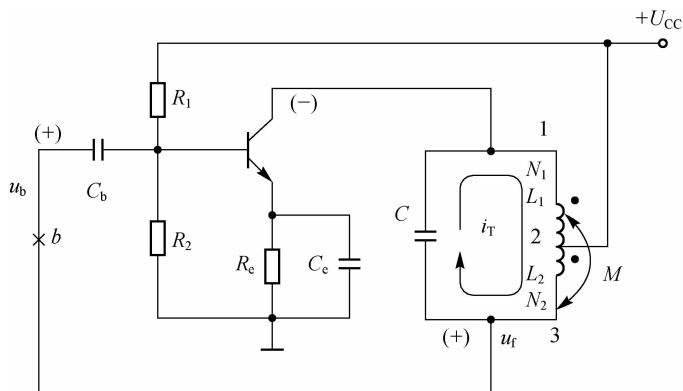 +U_CC
R_1
(−)
(+)
1
N_1
u_b
C_b
L_1
C
i_T
2
b
R_2
R_e
C_e
L_2
M
N_2
(+)
u_f
3